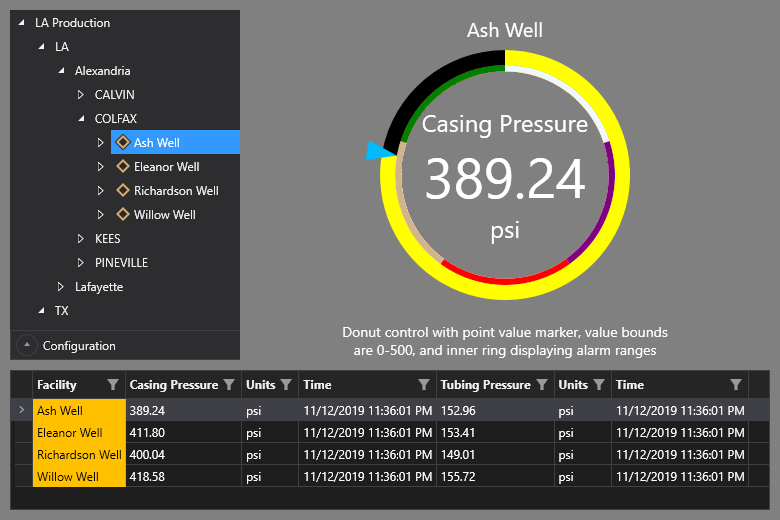 LA Production
LA
Alexandria
CALVIN
COLFAX
Ash Well
Eleanor Well
Richardson Well
Willow Well
KEES
PINEVILLE
Lafayette
TX
Configuration
Ash Well
Casing Pressure
389.24
psi
Donut control with point value marker, value bounds
are 0-500, and inner ring displaying alarm ranges
Facility Casing Pressure Units Time Tubing Pressure Units Time
Ash Well 389.24 psi 11/12/2019 11:36:01 PM 152.96 psi 11/12/2019 11:36:01 PM
Eleanor Well 411.80 psi 11/12/2019 11:36:01 PM 153.41 psi 11/12/2019 11:36:01 PM
Richardson Well 400.04 psi 11/12/2019 11:36:01 PM 149.01 psi 11/12/2019 11:36:01 PM
Willow Well 418.58 psi 11/12/2019 11:36:01 PM 155.72 psi 11/12/2019 11:36:01 PM